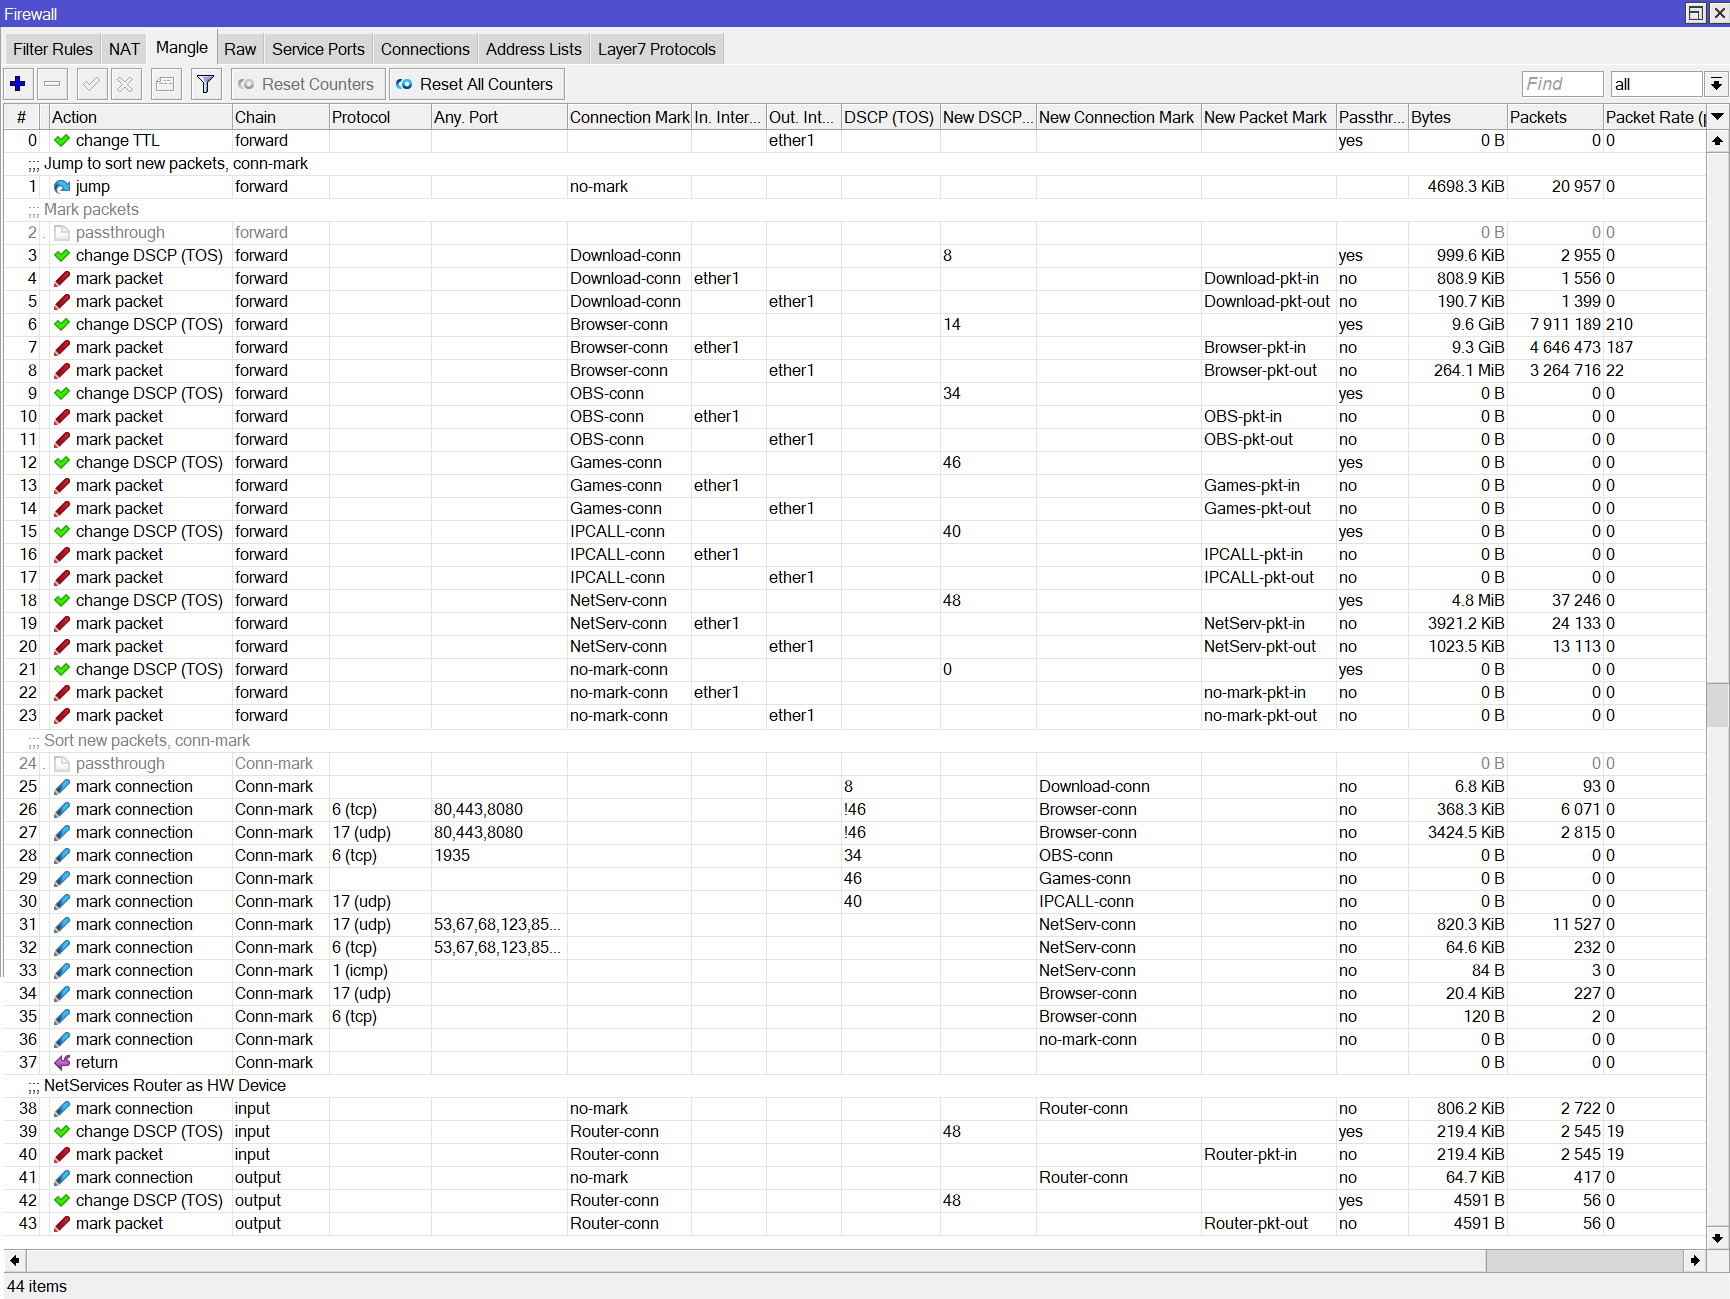 Firewall
Filter Rules NAT Mangle Raw Service Ports Connections Address Lists Layer7 Protocols
Reset Counters Reset All Counters Find all
# Action Chain Protocol Any. Port Connection Mark In. Inter... Out. Int... DSCP (TOS) New DSCP... New Connection Mark New Packet Mark Passthr... Bytes Packets Packet Rate (
0 change TTL forward ether1 yes 0 B 0 0
;;; Jump to sort new packets, conn-mark
1 jump forward no-mark 4698.3 KiB 20 957 0
;;; Mark packets
2 . passthrough forward 0 B 0 0
3 change DSCP (TOS) forward Download-conn 8 yes 999.6 KiB 2 955 0
4 mark packet forward Download-conn ether1 Download-pkt-in no 808.9 KiB 1 556 0
5 mark packet forward Download-conn ether1 Download-pkt-out no 190.7 KiB 1 399 0
6 change DSCP (TOS) forward Browser-conn 14 yes 9.6 GiB 7 911 189 210
7 mark packet forward Browser-conn ether1 Browser-pkt-in no 9.3 GiB 4 646 473 187
8 mark packet forward Browser-conn ether1 Browser-pkt-out no 264.1 MiB 3 264 716 22
9 change DSCP (TOS) forward OBS-conn 34 yes 0 B 0 0
10 mark packet forward OBS-conn ether1 OBS-pkt-in no 0 B 0 0
11 mark packet forward OBS-conn ether1 OBS-pkt-out no 0 B 0 0
12 change DSCP (TOS) forward Games-conn 46 yes 0 B 0 0
13 mark packet forward Games-conn ether1 Games-pkt-in no 0 B 0 0
14 mark packet forward Games-conn ether1 Games-pkt-out no 0 B 0 0
15 change DSCP (TOS) forward IPCALL-conn 40 yes 0 B 0 0
16 mark packet forward IPCALL-conn ether1 IPCALL-pkt-in no 0 B 0 0
17 mark packet forward IPCALL-conn ether1 IPCALL-pkt-out no 0 B 0 0
18 change DSCP (TOS) forward NetServ-conn 48 yes 4.8 MiB 37 246 0
19 mark packet forward NetServ-conn ether1 NetServ-pkt-in no 3921.2 KiB 24 133 0
20 mark packet forward NetServ-conn ether1 NetServ-pkt-out no 1023.5 KiB 13 113 0
21 change DSCP (TOS) forward no-mark-conn 0 yes 0 B 0 0
22 mark packet forward no-mark-conn ether1 no-mark-pkt-in no 0 B 0 0
23 mark packet forward no-mark-conn ether1 no-mark-pkt-out no 0 B 0 0
;;; Sort new packets, conn-mark
24 . passthrough Conn-mark 0 B 0 0
25 mark connection Conn-mark 8 Download-conn no 6.8 KiB 93 0
26 mark connection Conn-mark 6 (tcp) 80,443,8080 !46 Browser-conn no 368.3 KiB 6 071 0
27 mark connection Conn-mark 17 (udp) 80,443,8080 !46 Browser-conn no 3424.5 KiB 2 815 0
28 mark connection Conn-mark 6 (tcp) 1935 34 OBS-conn no 0 B 0 0
29 mark connection Conn-mark 46 Games-conn no 0 B 0 0
30 mark connection Conn-mark 17 (udp) 40 IPCALL-conn no 0 B 0 0
31 mark connection Conn-mark 17 (udp) 53,67,68,123,85... NetServ-conn no 820.3 KiB 11 527 0
32 mark connection Conn-mark 6 (tcp) 53,67,68,123,85... NetServ-conn no 64.6 KiB 232 0
33 mark connection Conn-mark 1 (icmp) NetServ-conn no 84 B 3 0
34 mark connection Conn-mark 17 (udp) Browser-conn no 20.4 KiB 227 0
35 mark connection Conn-mark 6 (tcp) Browser-conn no 120 B 2 0
36 mark connection Conn-mark no-mark-conn no 0 B 0 0
37 return Conn-mark 0 B 0 0
;;; NetServices Router as HW Device
38 mark connection input no-mark Router-conn no 806.2 KiB 2 722 0
39 change DSCP (TOS) input Router-conn 48 yes 219.4 KiB 2 545 19
40 mark packet input Router-conn Router-pkt-in no 219.4 KiB 2 545 19
41 mark connection output no-mark Router-conn no 64.7 KiB 417 0
42 change DSCP (TOS) output Router-conn 48 yes 4591 B 56 0
43 mark packet output Router-conn Router-pkt-out no 4591 B 56 0
44 items